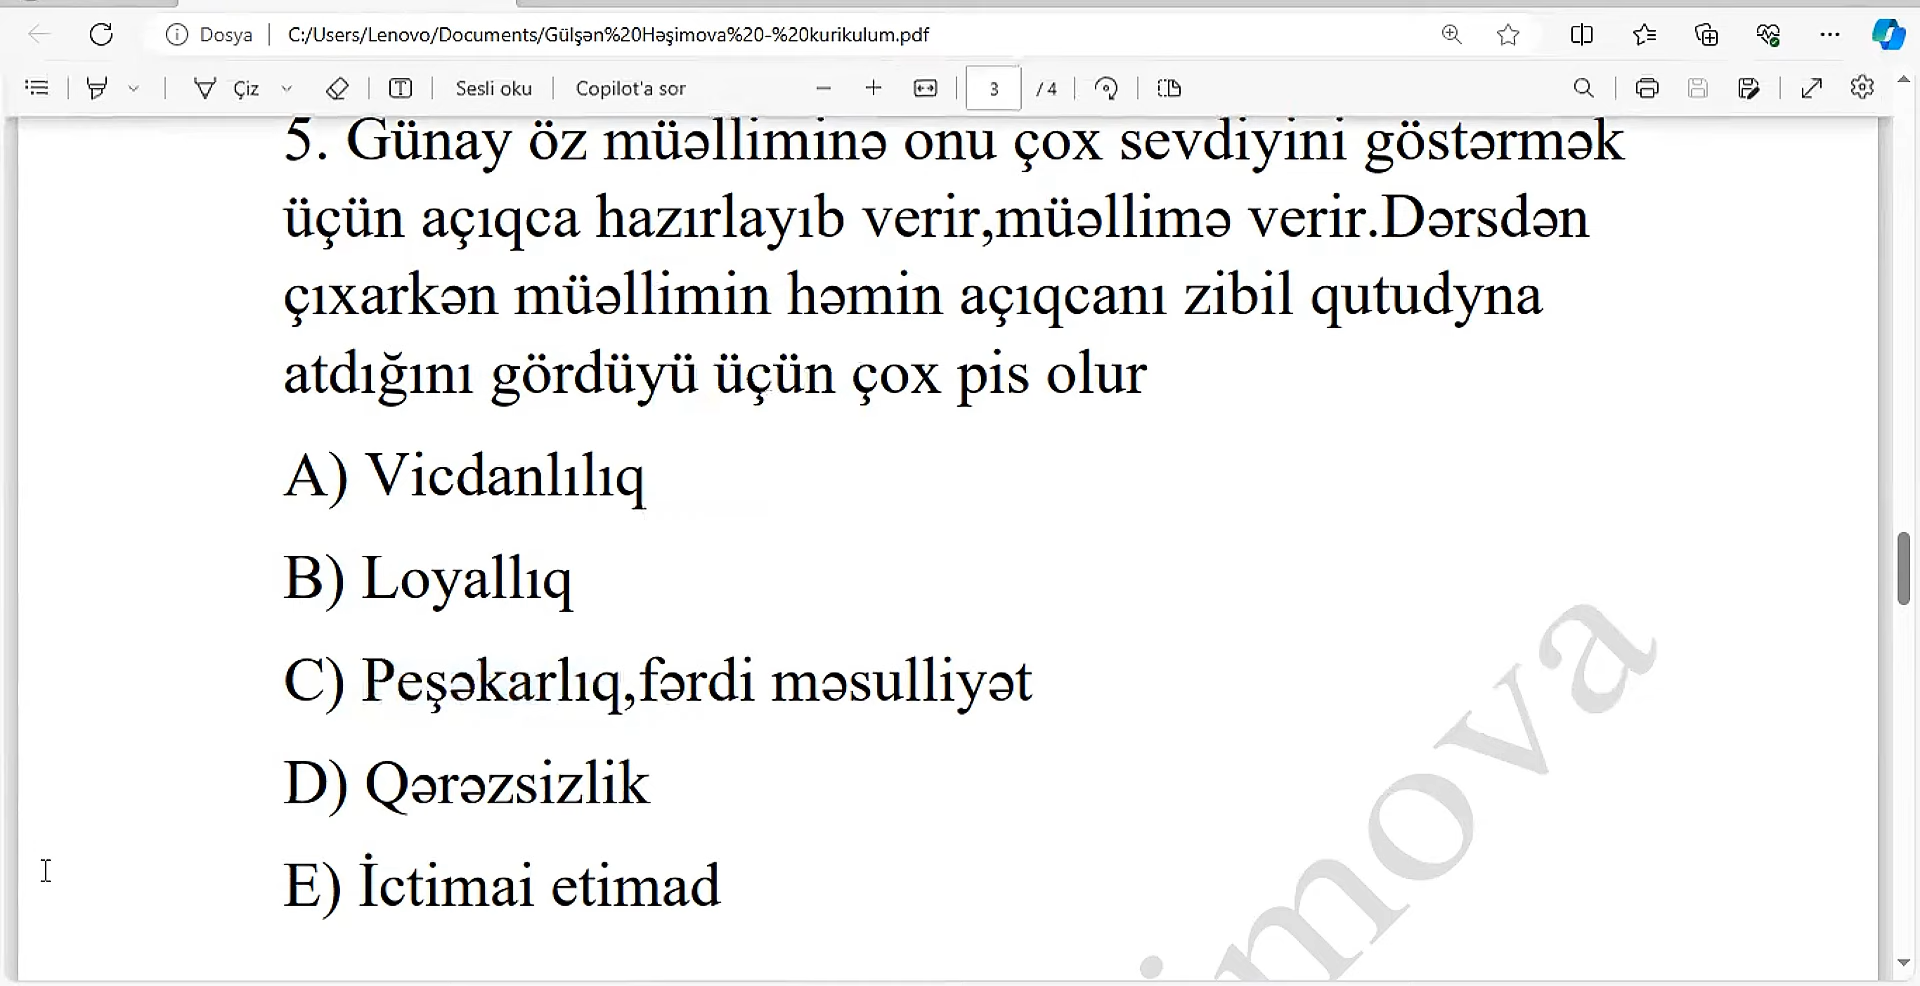 Dosya
C:/Users/Lenovo/Documents/Gülşən%20Həşimova%20-%20kurikulum.pdf
Çiz
Sesli oku
Copilot'a sor
3 / 4
5. Günay öz müəlliminə onu çox sevdiyini göstərmək
üçün açıqca hazırlayıb verir,müəllimə verir.Dərsdən
çıxarkən müəllimin həmin açıqcanı zibil qutudyna
atdığını gördüyü üçün çox pis olur
A) Vicdanlılıq
B) Loyallıq
C) Peşəkarlıq,fərdi məsulliyət
D) Qərəzsizlik
E) İctimai etimad
imova